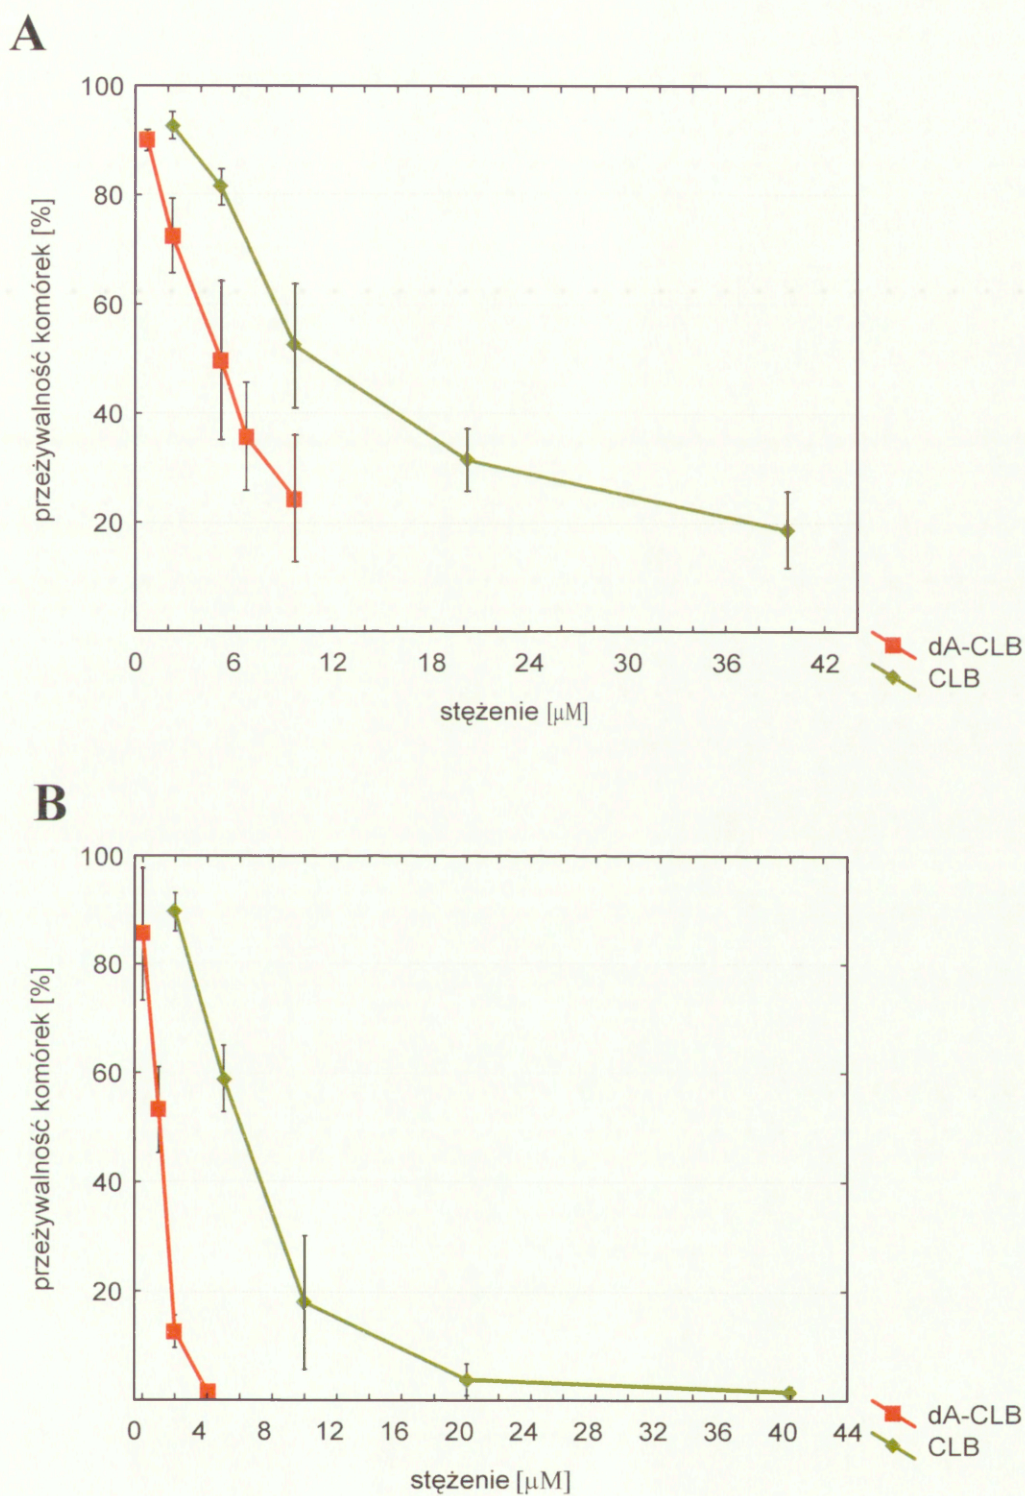 A
100
80
60
40
20
przeżywalność komórek [%]
0 6 12 18 24 30 36 42
stężenie [μM]
dA-CLB
CLB
B
100
80
60
40
20
przeżywalność komórek [%]
0 4 8 12 16 20 24 28 32 36 40 44
stężenie [μM]
dA-CLB
CLB